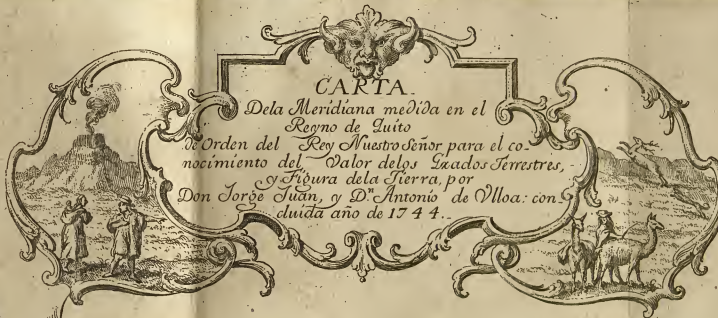 CARTA
Dela Meridiana medida en el
Reyno de Quito
de Orden del Rey Nuestro Señor para el co-
nocimiento del Valor delos Grados Terrestres,
y Figura dela Tierra, por
Don Jorge Juan, y Dⁿ. Antonio de Vlloa: con-
cluida año de 1744.